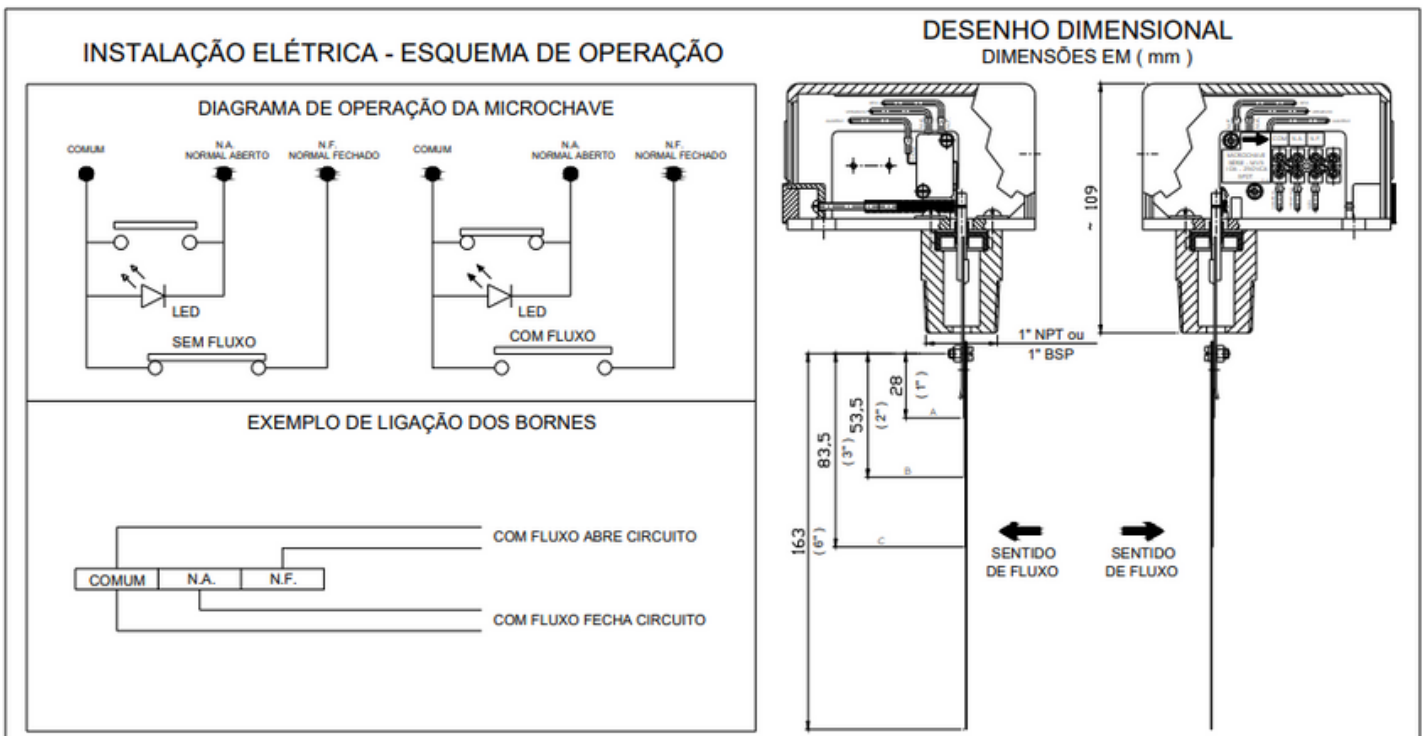 INSTALAÇÃO ELÉTRICA - ESQUEMA DE OPERAÇÃO
DIAGRAMA DE OPERAÇÃO DA MICROCHAVE
COMUM
N.A.
NORMAL ABERTO
N.F.
NORMAL FECHADO
COMUM
N.A.
NORMAL ABERTO
N.F.
NORMAL FECHADO
LED
LED
SEM FLUXO
COM FLUXO
EXEMPLO DE LIGAÇÃO DOS BORNES
COM FLUXO ABRE CIRCUITO
COMUM N.A. N.F.
COM FLUXO FECHA CIRCUITO
DESENHO DIMENSIONAL
DIMENSÕES EM ( mm )
COM N.A. N.F.
MICROCHAVE
SPDT
~ 109
1" NPT ou
1" BSP
28
( 1" )
A
53,5
( 2" )
B
83,5
( 3" )
C
163
( 6" )
SENTIDO
DE FLUXO
SENTIDO
DE FLUXO